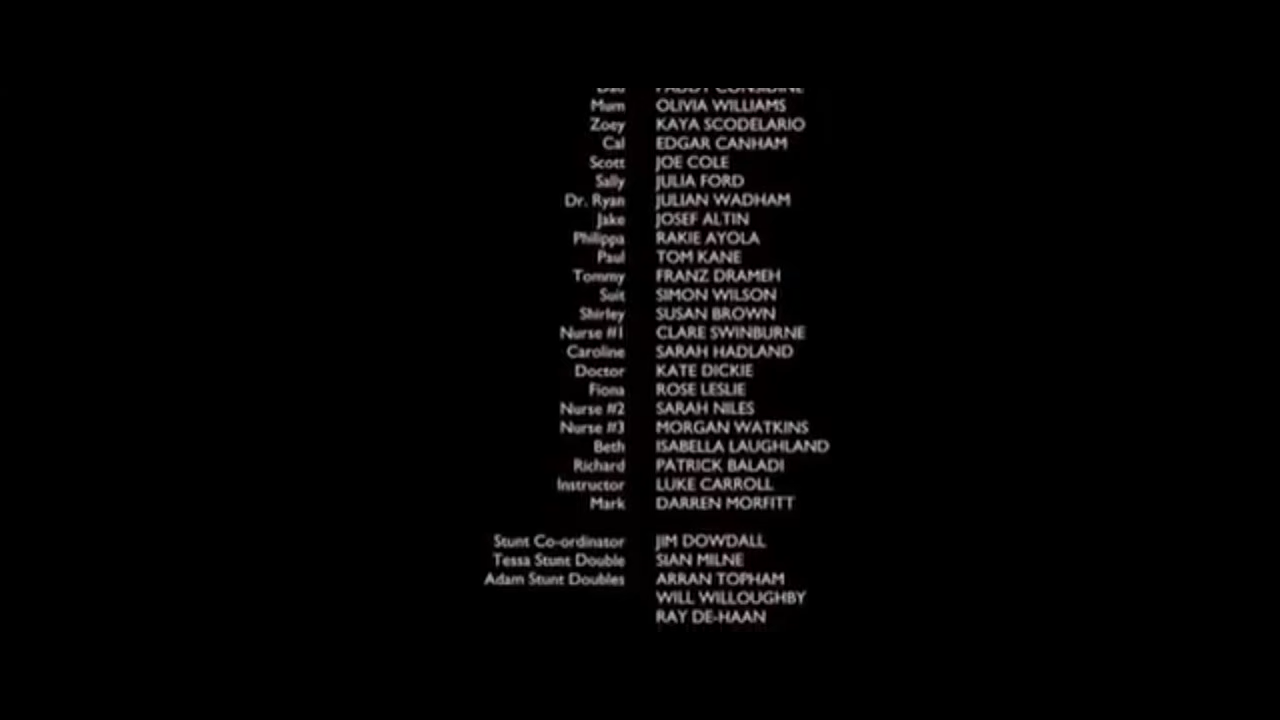 Dad PADDY CONSIDINE
Mum OLIVIA WILLIAMS
Zoey KAYA SCODELARIO
Cal EDGAR CANHAM
Scott JOE COLE
Sally JULIA FORD
Dr. Ryan JULIAN WADHAM
Jake JOSEF ALTIN
Philippa RAKIE AYOLA
Paul TOM KANE
Tommy FRANZ DRAMEH
Suit SIMON WILSON
Shirley SUSAN BROWN
Nurse #1 CLARE SWINBURNE
Caroline SARAH HADLAND
Doctor KATE DICKIE
Fiona ROSE LESLIE
Nurse #2 SARAH NILES
Nurse #3 MORGAN WATKINS
Beth ISABELLA LAUGHLAND
Richard PATRICK BALADI
Instructor LUKE CARROLL
Mark DARREN MORFITT
Stunt Co-ordinator JIM DOWDALL
Tessa Stunt Double SIAN MILNE
Adam Stunt Doubles ARRAN TOPHAM
WILL WILLOUGHBY
RAY DE-HAAN